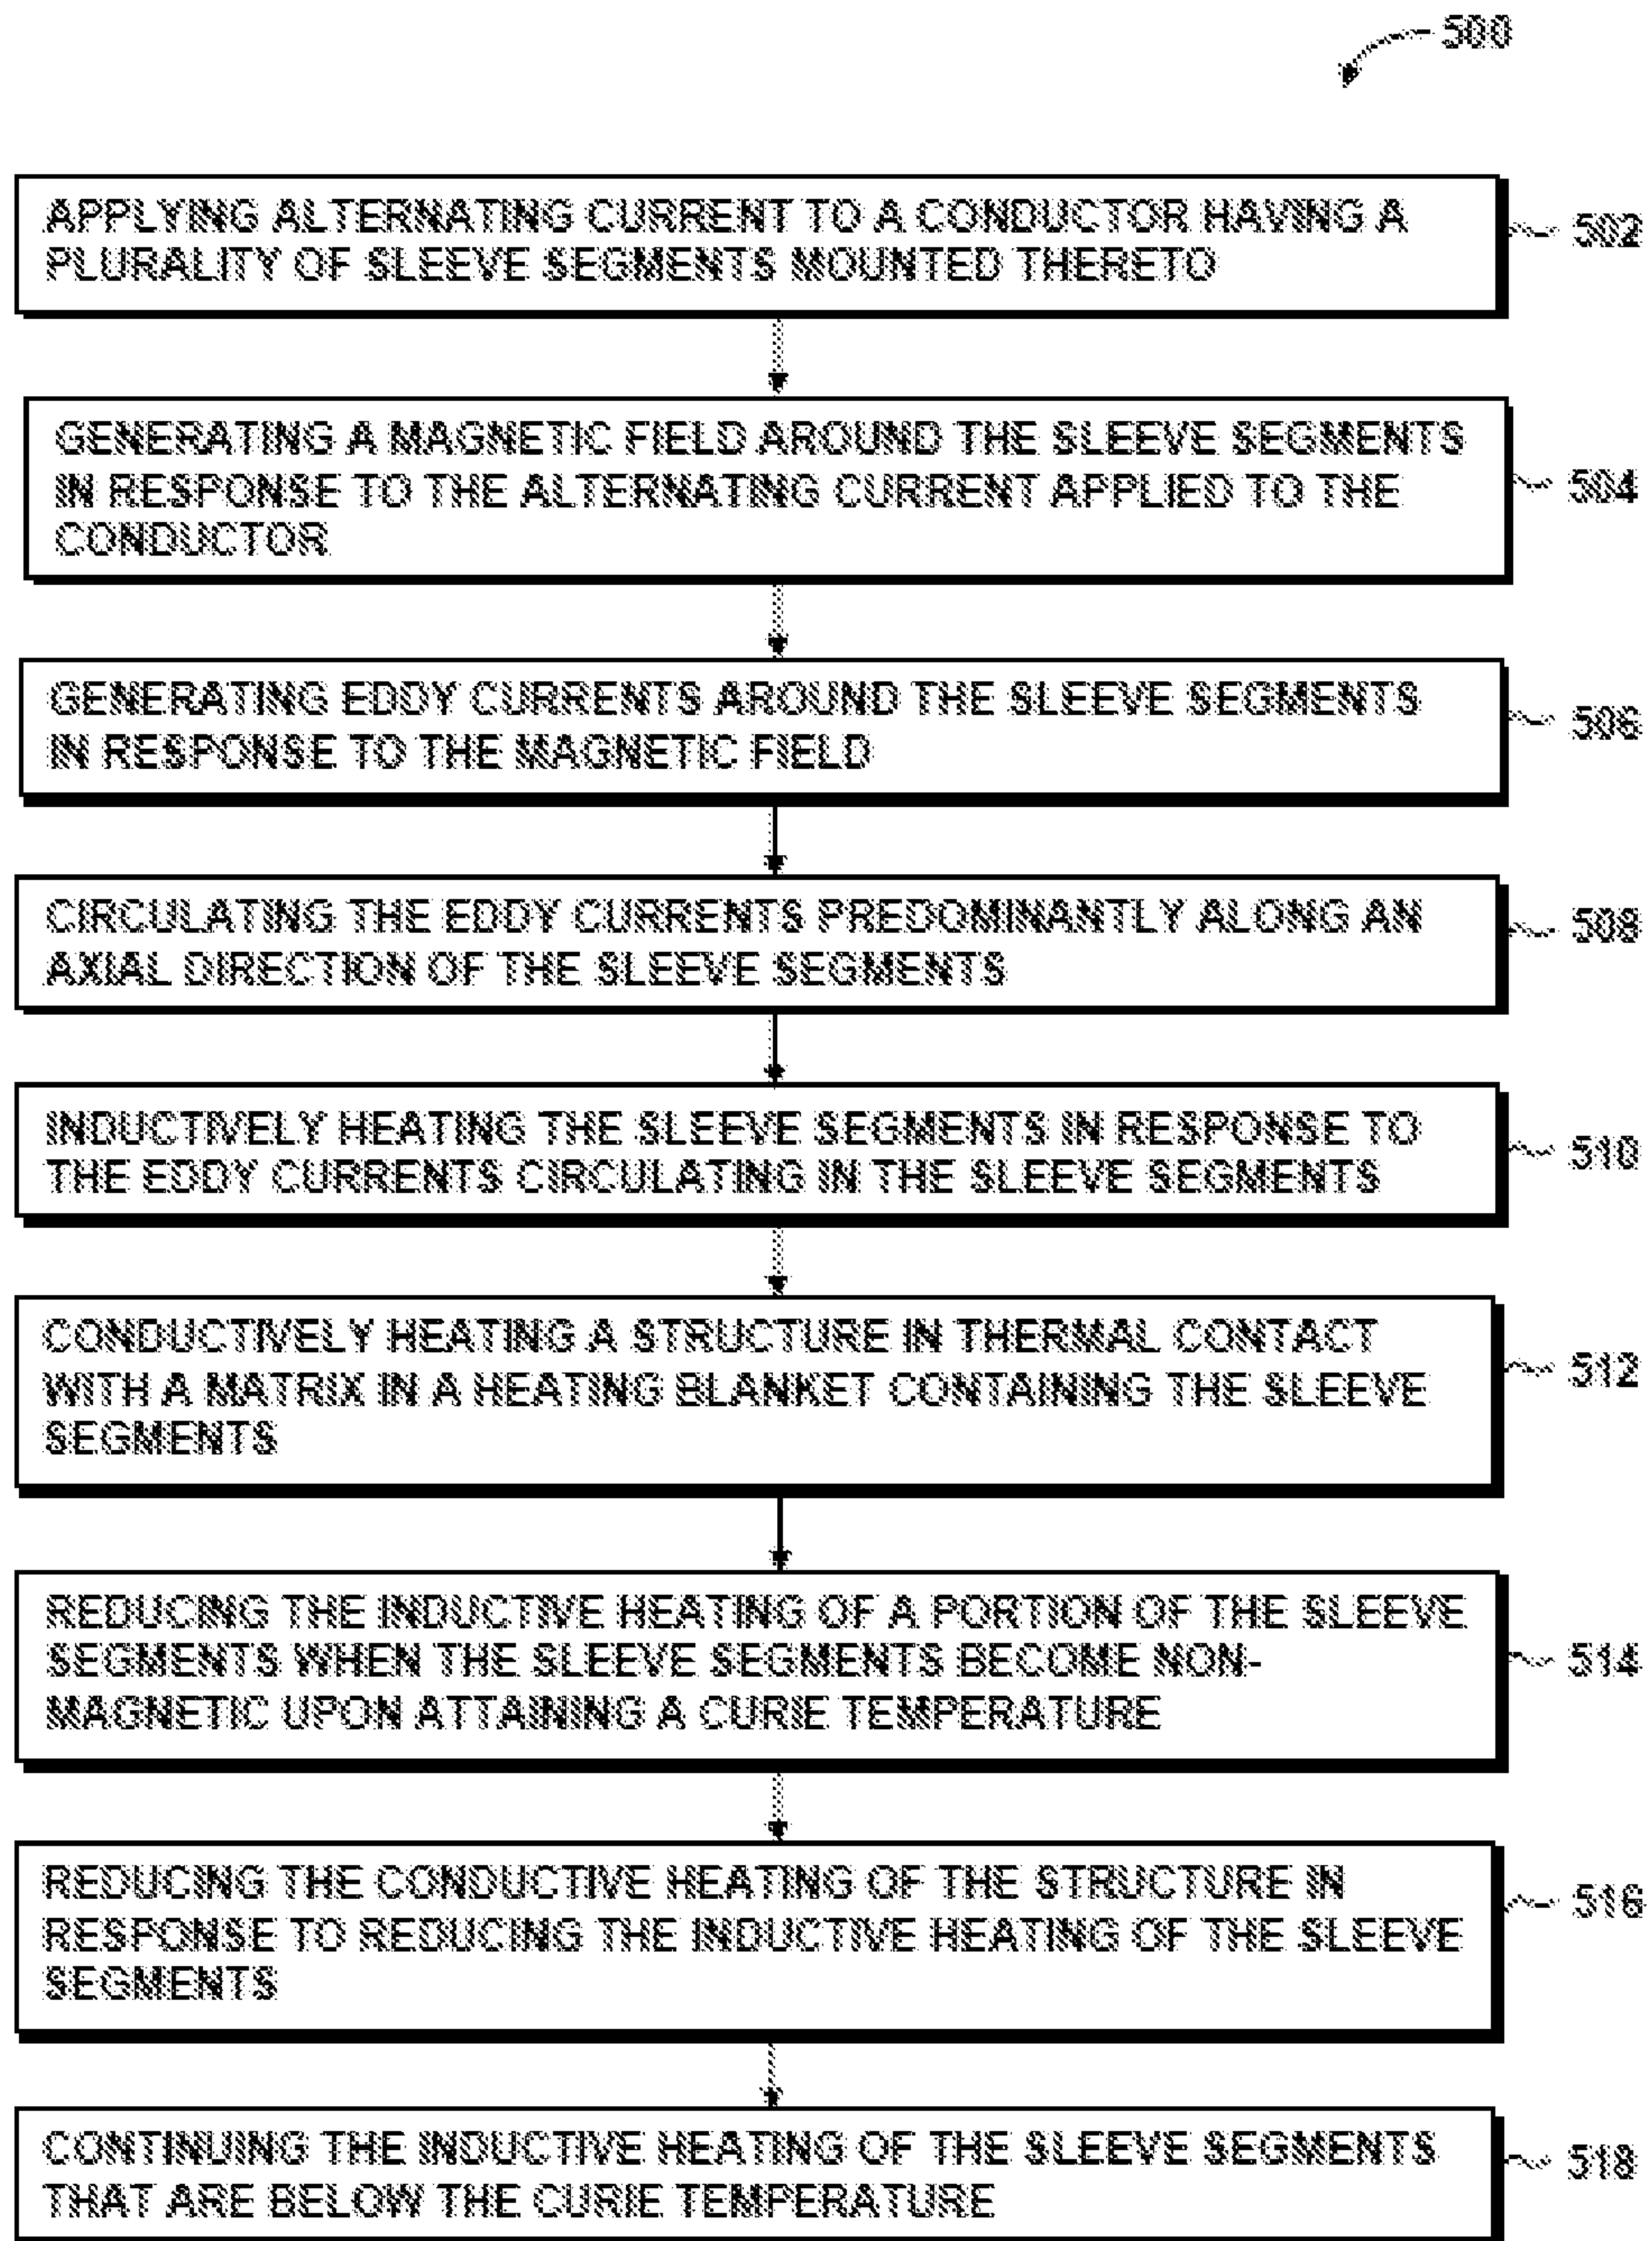 500
APPLYING ALTERNATING CURRENT TO A CONDUCTOR HAVING A
PLURALITY OF SLEEVE SEGMENTS MOUNTED THERETO
502
GENERATING A MAGNETIC FIELD AROUND THE SLEEVE SEGMENTS
IN RESPONSE TO THE ALTERNATING CURRENT APPLIED TO THE
CONDUCTOR
504
GENERATING EDDY CURRENTS AROUND THE SLEEVE SEGMENTS
IN RESPONSE TO THE MAGNETIC FIELD
506
CIRCULATING THE EDDY CURRENTS PREDOMINANTLY ALONG AN
AXIAL DIRECTION OF THE SLEEVE SEGMENTS
508
INDUCTIVELY HEATING THE SLEEVE SEGMENTS IN RESPONSE TO
THE EDDY CURRENTS CIRCULATING IN THE SLEEVE SEGMENTS
510
CONDUCTIVELY HEATING A STRUCTURE IN THERMAL CONTACT
WITH A MATRIX IN A HEATING BLANKET CONTAINING THE SLEEVE
SEGMENTS
512
REDUCING THE INDUCTIVE HEATING OF A PORTION OF THE SLEEVE
SEGMENTS WHEN THE SLEEVE SEGMENTS BECOME NON-
MAGNETIC UPON ATTAINING A CURIE TEMPERATURE
514
REDUCING THE CONDUCTIVE HEATING OF THE STRUCTURE IN
RESPONSE TO REDUCING THE INDUCTIVE HEATING OF THE SLEEVE
SEGMENTS
516
CONTINUING THE INDUCTIVE HEATING OF THE SLEEVE SEGMENTS
THAT ARE BELOW THE CURIE TEMPERATURE
518